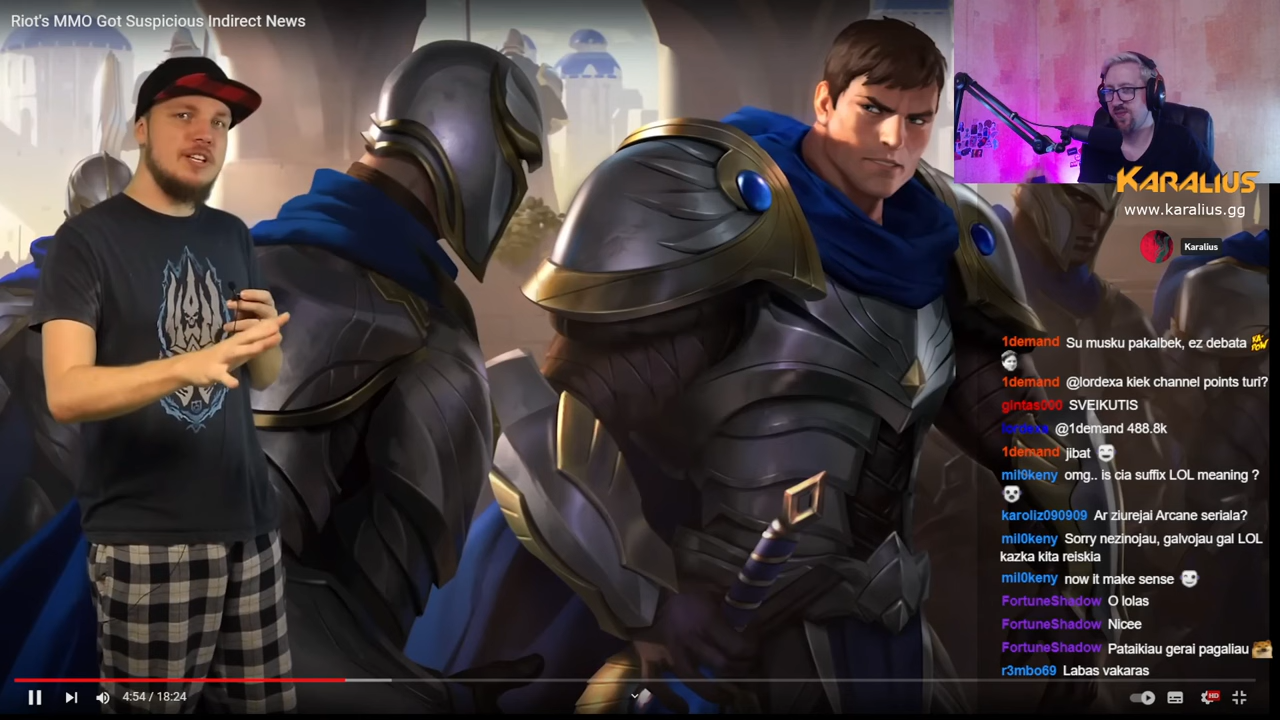 Riot's MMO Got Suspicious Indirect News
KARALIUS
www.karalius.gg
Karalius
1demand Su musku pakalbek, ez debata
1demand @lordexa kiek channel points turi?
gintas000 SVEIKUTIS
lordexa @1demand 488.8k
1demand jibat
mil0keny omg.. is cia suffix LOL meaning ?
karoliz090909 Ar ziurejai Arcane seriala?
mil0keny Sorry nezinojau, galvojau gal LOL
kazka kita reiskia
mil0keny now it make sense
FortuneShadow O lolas
FortuneShadow Nicee
FortuneShadow Pataikiau gerai pagaliau
r3mbo69 Labas vakaras
4:54 / 18:24
HD